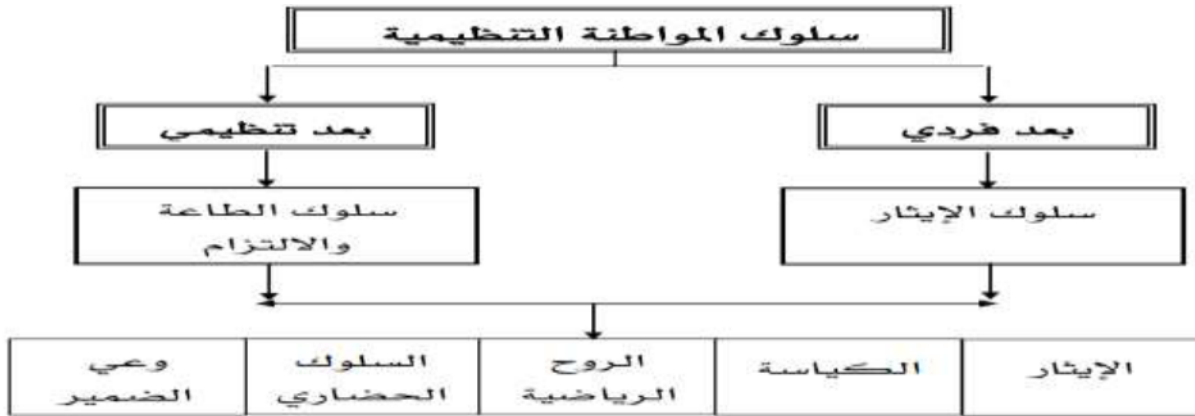 سلوك المواطنة التنظيمية
بعد فردي
بعد تنظيمي
سلوك الإيثار
سلوك الطاعة
والالتزام
الإيثار
الكياسة
الروح
الرياضية
السلوك
الحضاري
وعي
الضمير